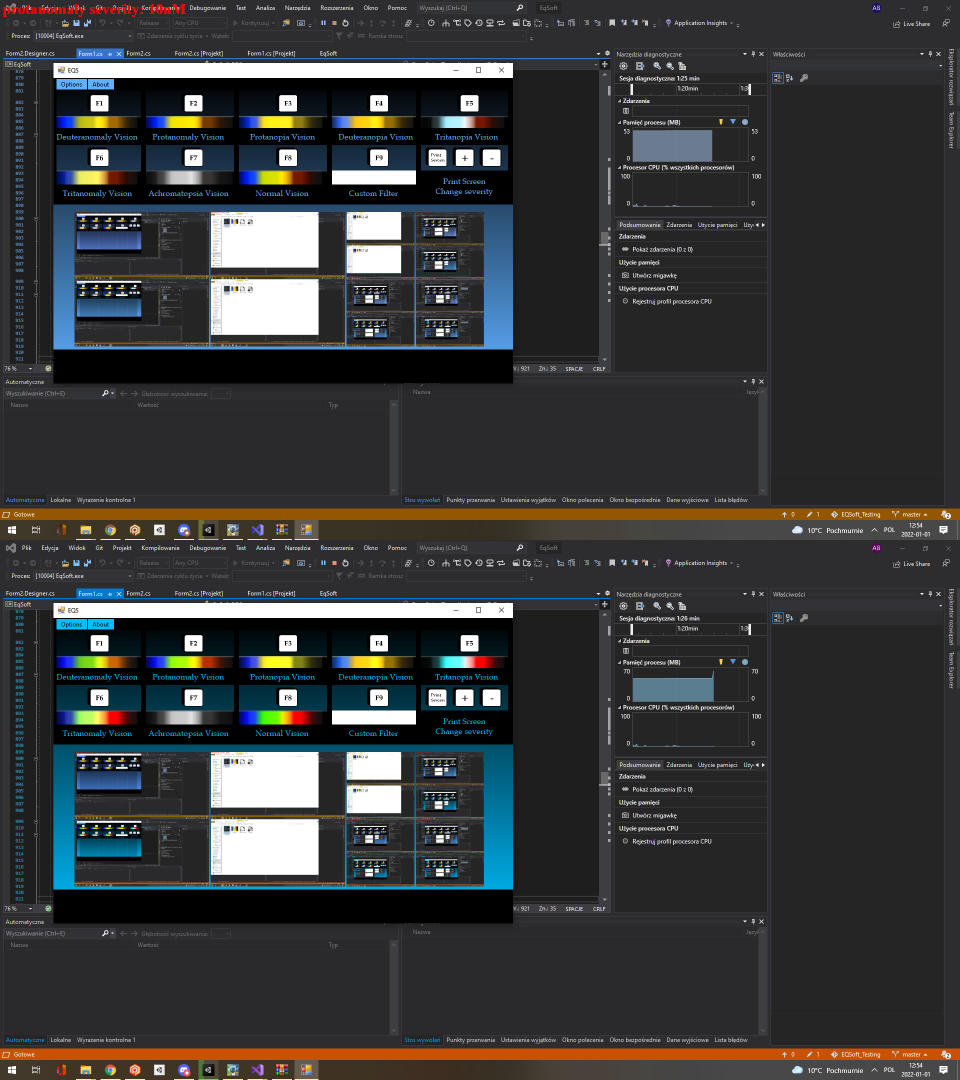 protanomaly severity : 10nM
Plik Edycja Widok Git Projekt Kompilowanie Debugowanie Test Analiza Narzędzia Rozszerzenia Okno Pomoc Wyszukaj (Ctrl+Q) EqSoft AB
Release Any CPU Kontynuuj Application Insights Live Share
Proces: [10004] EqSoft.exe Zdarzenia cyklu życia Wątek: Ramka stosu:
Form2.Designer.cs Form1.cs Form2.cs Form2.cs [Projekt] Form1.cs [Projekt] EqSoft
EqSoft
EQS
Options About
F1 F2 F3 F4 F5
Deuteranomaly Vision Protanomaly Vision Protanopia Vision Deuteranopia Vision Tritanopia Vision
F6 F7 F8 F9 Print Screen + -
Tritanomaly Vision Achromatopsia Vision Normal Vision Custom Filter Print Screen
Change severity
Narzędzia diagnostyczne
Sesja diagnostyczna: 1:25 min
1:20min
Zdarzenia
Pamięć procesu (MB)
53 53
0 0
Procesor CPU (% wszystkich procesorów)
100 100
0 0
Podsumowanie Zdarzenia Użycie pamięci
Zdarzenia
Pokaż zdarzenia (0 z 0)
Użycie pamięci
Utwórz migawkę
Użycie procesora CPU
Rejestruj profil procesora CPU
Właściwości
Eksplorator rozwiązań
Team Explorer
76 % W.: 921 Zn.: 35 SPACJE CRLF
Automatyczne
Wyszukiwanie (Ctrl+E) Głębokość wyszukiwania:
Nazwa Wartość Typ
Nazwa Język
Automatyczne Lokalne Wyrażenie kontrolne 1
Stos wywołań Punkty przerwania Ustawienia wyjątków Okno polecenia Okno bezpośrednie Dane wyjściowe Lista błędów
Gotowe 0 1 EQSoft_Testing master 2
10°C Pochmurnie POL 12:54
2022-01-01
Plik Edycja Widok Git Projekt Kompilowanie Debugowanie Test Analiza Narzędzia Rozszerzenia Okno Pomoc Wyszukaj (Ctrl+Q) EqSoft AB
Release Any CPU Kontynuuj Application Insights Live Share
Proces: [10004] EqSoft.exe Zdarzenia cyklu życia Wątek: Ramka stosu:
Form2.Designer.cs Form1.cs Form2.cs Form2.cs [Projekt] Form1.cs [Projekt] EqSoft
EqSoft
EQS
Options About
F1 F2 F3 F4 F5
Deuteranomaly Vision Protanomaly Vision Protanopia Vision Deuteranopia Vision Tritanopia Vision
F6 F7 F8 F9 Print Screen + -
Tritanomaly Vision Achromatopsia Vision Normal Vision Custom Filter Print Screen
Change severity
Narzędzia diagnostyczne
Sesja diagnostyczna: 1:26 min
1:20min
Zdarzenia
Pamięć procesu (MB)
70 70
0 0
Procesor CPU (% wszystkich procesorów)
100 100
0 0
Podsumowanie Zdarzenia Użycie pamięci
Zdarzenia
Pokaż zdarzenia (0 z 0)
Użycie pamięci
Utwórz migawkę
Użycie procesora CPU
Rejestruj profil procesora CPU
Właściwości
Eksplorator rozwiązań
Team Explorer
76 % W.: 921 Zn.: 35 SPACJE CRLF
Automatyczne
Wyszukiwanie (Ctrl+E) Głębokość wyszukiwania:
Nazwa Wartość Typ
Nazwa Język
Automatyczne Lokalne Wyrażenie kontrolne 1
Stos wywołań Punkty przerwania Ustawienia wyjątków Okno polecenia Okno bezpośrednie Dane wyjściowe Lista błędów
Gotowe 0 1 EQSoft_Testing master 2
10°C Pochmurnie POL 12:54
2022-01-01